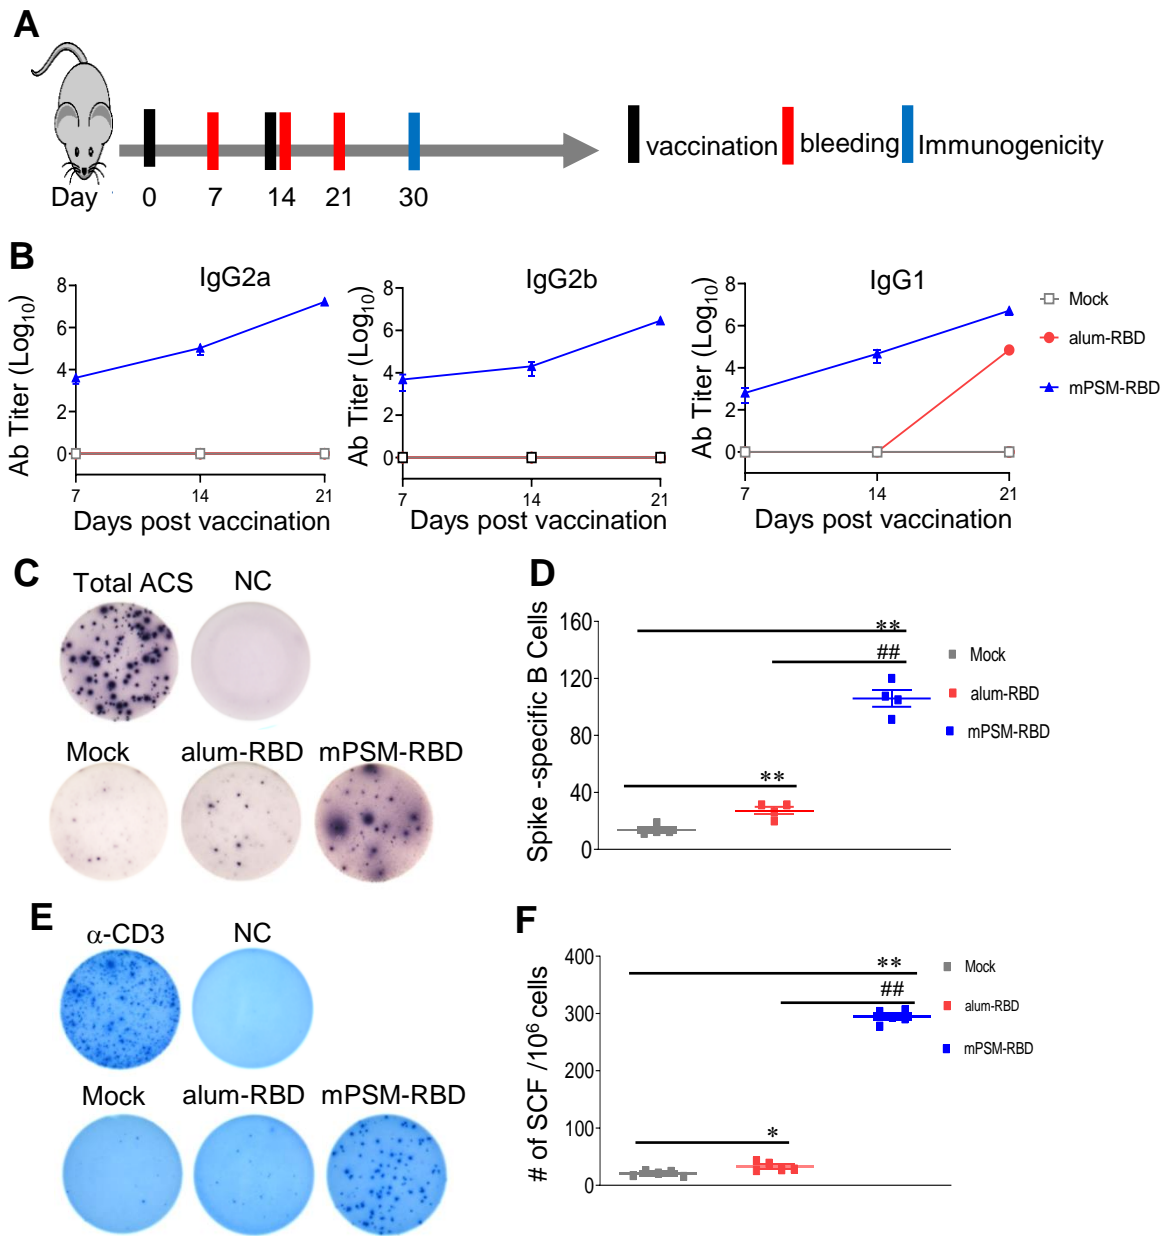 A
vaccination bleeding Immunogenicity
Day 0 7 14 21 30
B
IgG2a
Ab Titer (Log10)
8
6
4
2
0
7 14 21
Days post vaccination
IgG2b
Ab Titer (Log10)
8
6
4
2
0
7 14 21
Days post vaccination
IgG1
Ab Titer (Log10)
8
6
4
2
0
7 14 21
Days post vaccination
Mock
alum-RBD
mPSM-RBD
C
Total ACS NC
Mock alum-RBD mPSM-RBD
D
Spike -specific B Cells
160
120
80
40
0
**
##
**
Mock
alum-RBD
mPSM-RBD
E
α-CD3 NC
Mock alum-RBD mPSM-RBD
F
# of SCF /10⁶ cells
400
300
200
100
0
**
##
*
Mock
alum-RBD
mPSM-RBD